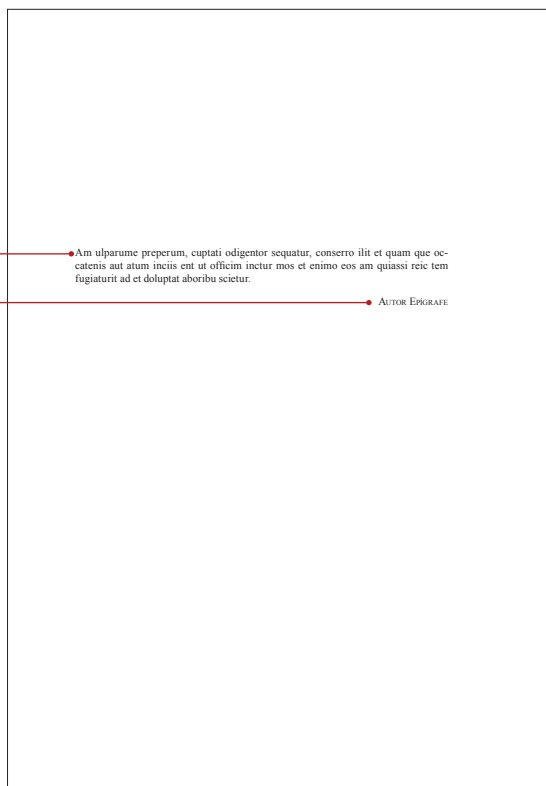 Am ulparume preperum, cuptati odigentor sequatur, conserro ilit et quam que oc-
catenis aut atum inciis ent ut officim inctur mos et enimo eos am quiassi reic tem
fugiaturit ad et doluptat aboribu scietur.
Autor Epígrafe